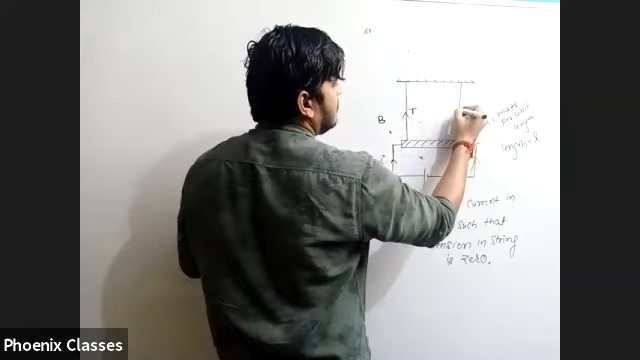 T
B
x
mass
per unit
length
length = l
x
current in
such that
tension in string
is zero.
Phoenix Classes